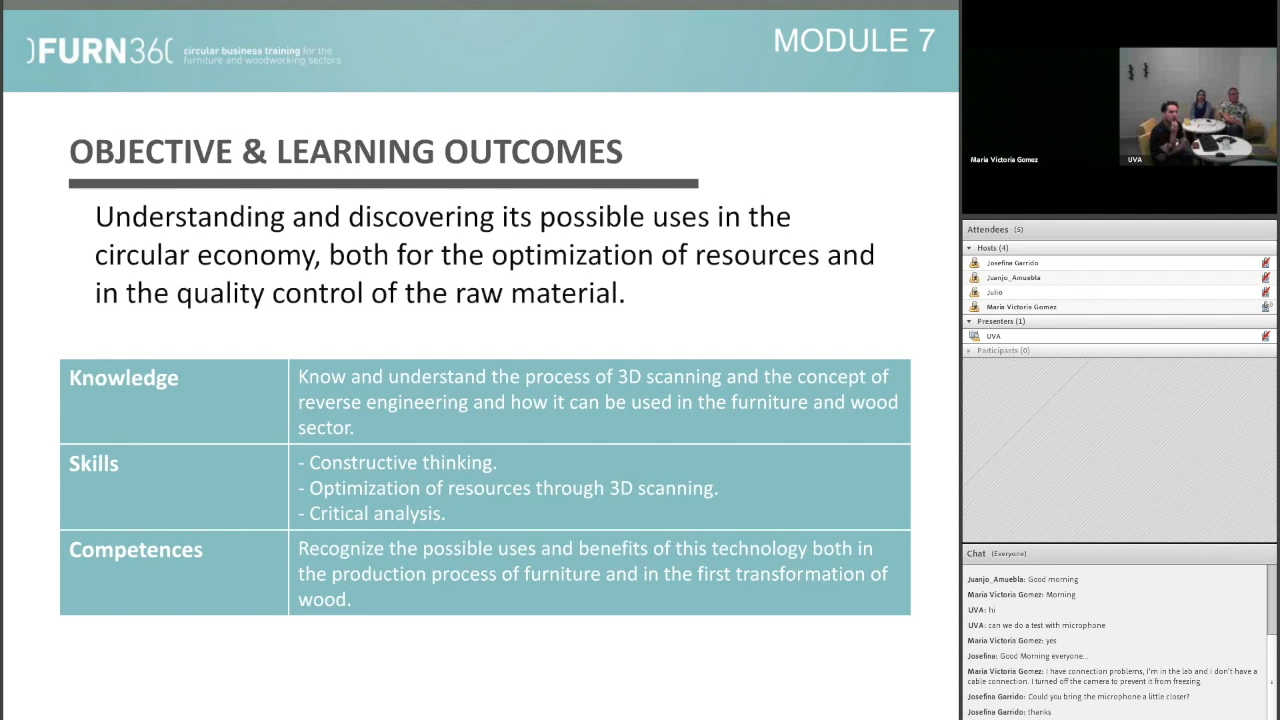 FURN360
circular business training for the
furniture and woodworking sectors
MODULE 7
OBJECTIVE & LEARNING OUTCOMES
Understanding and discovering its possible uses in the
circular economy, both for the optimization of resources and
in the quality control of the raw material.
Knowledge
Know and understand the process of 3D scanning and the concept of
reverse engineering and how it can be used in the furniture and wood
sector.
Skills
- Constructive thinking.
- Optimization of resources through 3D scanning.
- Critical analysis.
Competences
Recognize the possible uses and benefits of this technology both in
the production process of furniture and in the first transformation of
wood.
Maria Victoria Gomez
UVA
Attendees (5)
Hosts (4)
Josefina Garrido
Juanjo_Amuebla
Julio
Maria Victoria Gomez
Presenters (1)
UVA
Participants (0)
Chat (Everyone)
Juanjo_Amuebla: Good morning
Maria Victoria Gomez: Morning
UVA: hi
UVA: can we do a test with microphone
Maria Victoria Gomez: yes
Josefina: Good Morning everyone...
Maria Victoria Gomez: I have connection problems, I'm in the lab and I don't have a
cable connection. I turned off the camera to prevent it from freezing.
Josefina Garrido: Could you bring the microphone a little closer?
Josefina Garrido: thanks